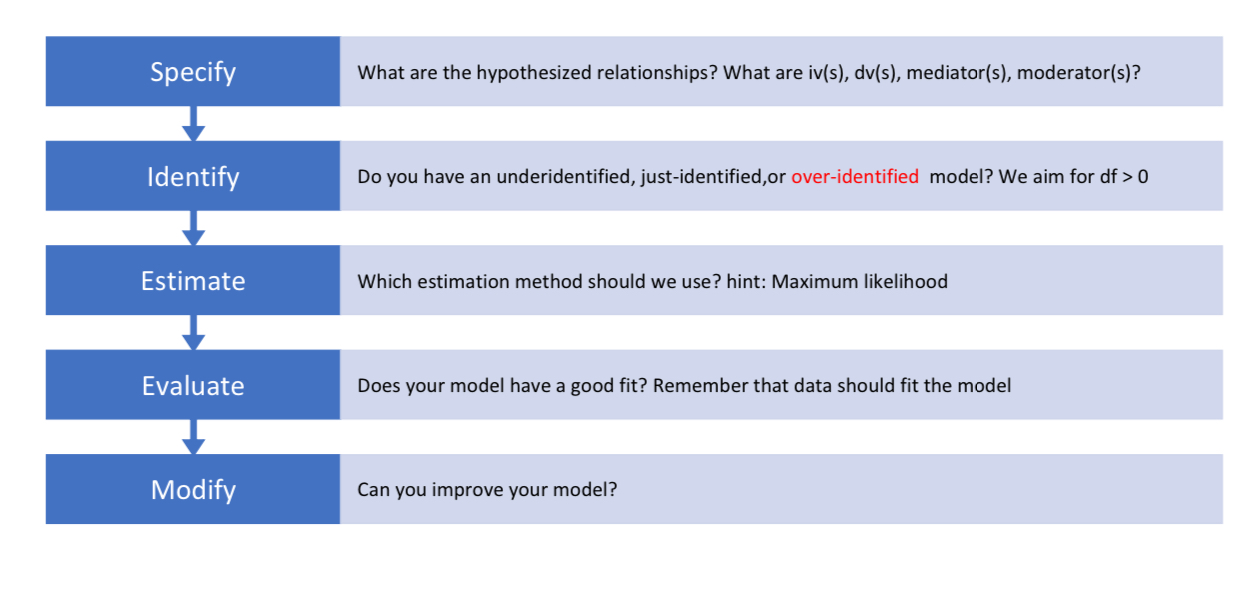 Specify
What are the hypothesized relationships? What are iv(s), dv(s), mediator(s), moderator(s)?
Identify
Do you have an underidentified, just-identified,or over-identified model? We aim for df > 0
Estimate
Which estimation method should we use? hint: Maximum likelihood
Evaluate
Does your model have a good fit? Remember that data should fit the model
Modify
Can you improve your model?